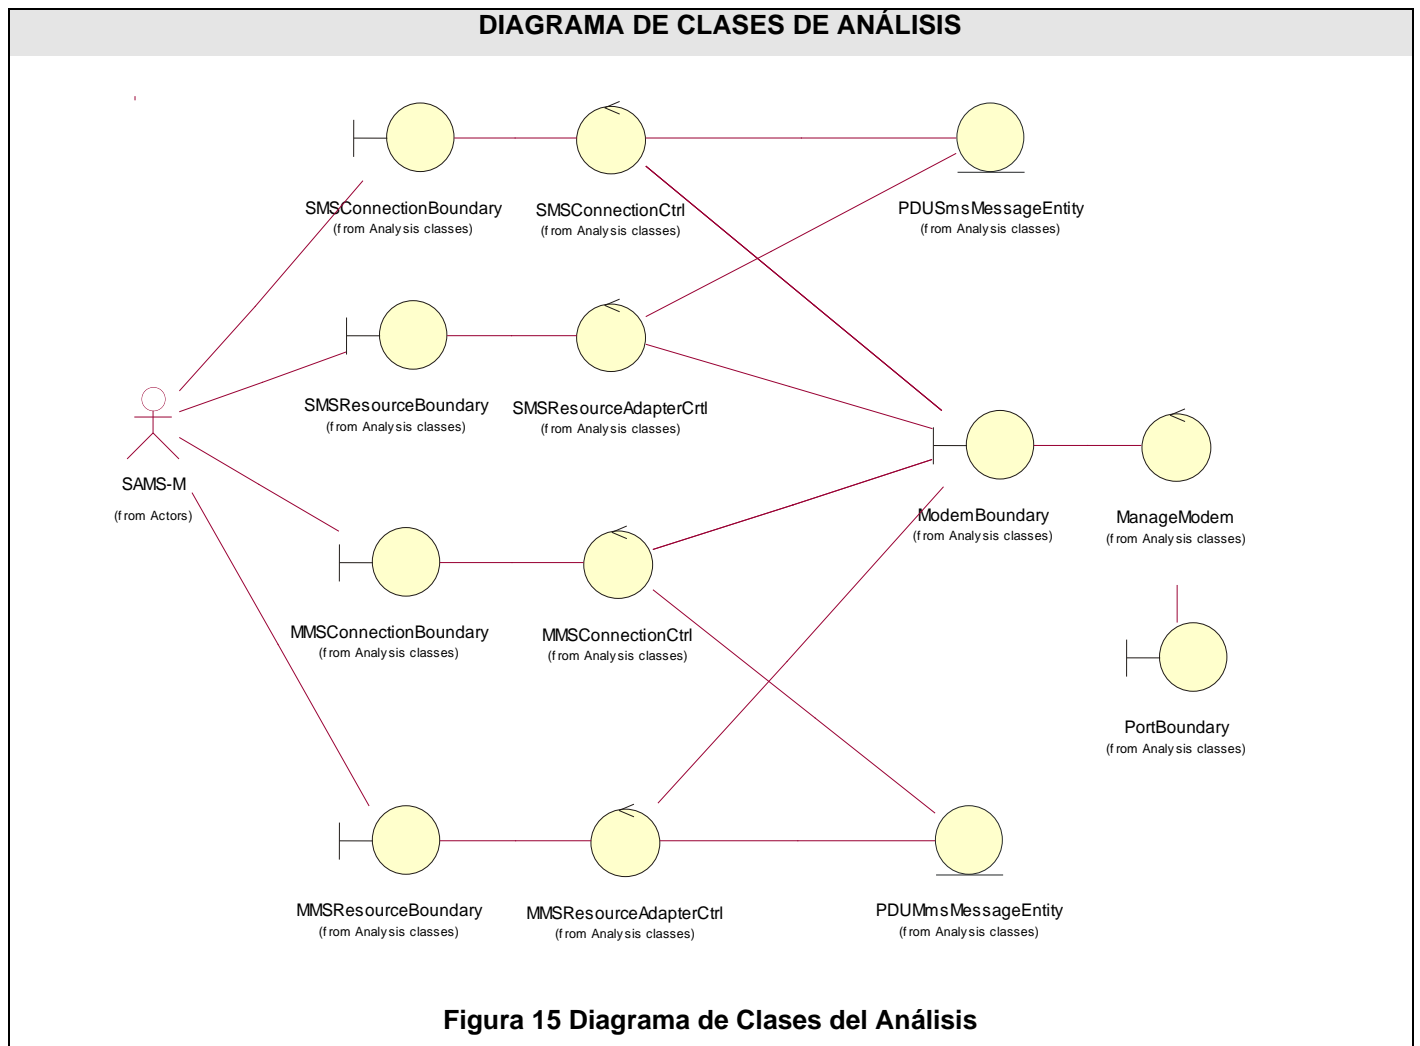 DIAGRAMA DE CLASES DE ANÁLISIS
SMSConnectionBoundary
(from Analysis classes)
SMSConnectionCtrl
(from Analysis classes)
PDUSmsMessageEntity
(from Analysis classes)
SMSResourceBoundary
(from Analysis classes)
SMSResourceAdapterCrtl
(from Analysis classes)
SAMS-M
(from Actors)
ModemBoundary
(from Analysis classes)
ManageModem
(from Analysis classes)
MMSConnectionBoundary
(from Analysis classes)
MMSConnectionCtrl
(from Analysis classes)
PortBoundary
(from Analysis classes)
MMSResourceBoundary
(from Analysis classes)
MMSResourceAdapterCtrl
(from Analysis classes)
PDUMmsMessageEntity
(from Analysis classes)
Figura 15 Diagrama de Clases del Análisis